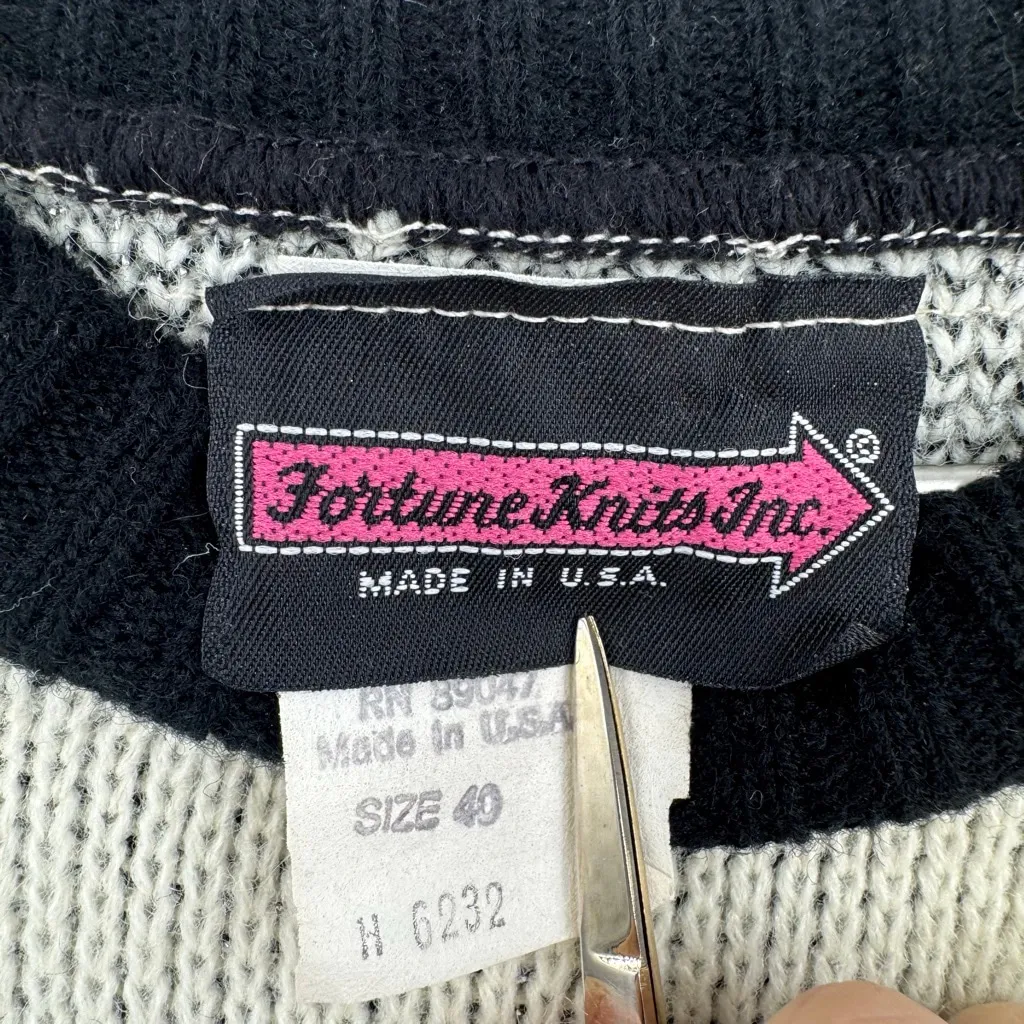 Fortune Knits Inc. ®
MADE IN U.S.A.
RN 89047
Made in U.S.A
SIZE 40
H 6232